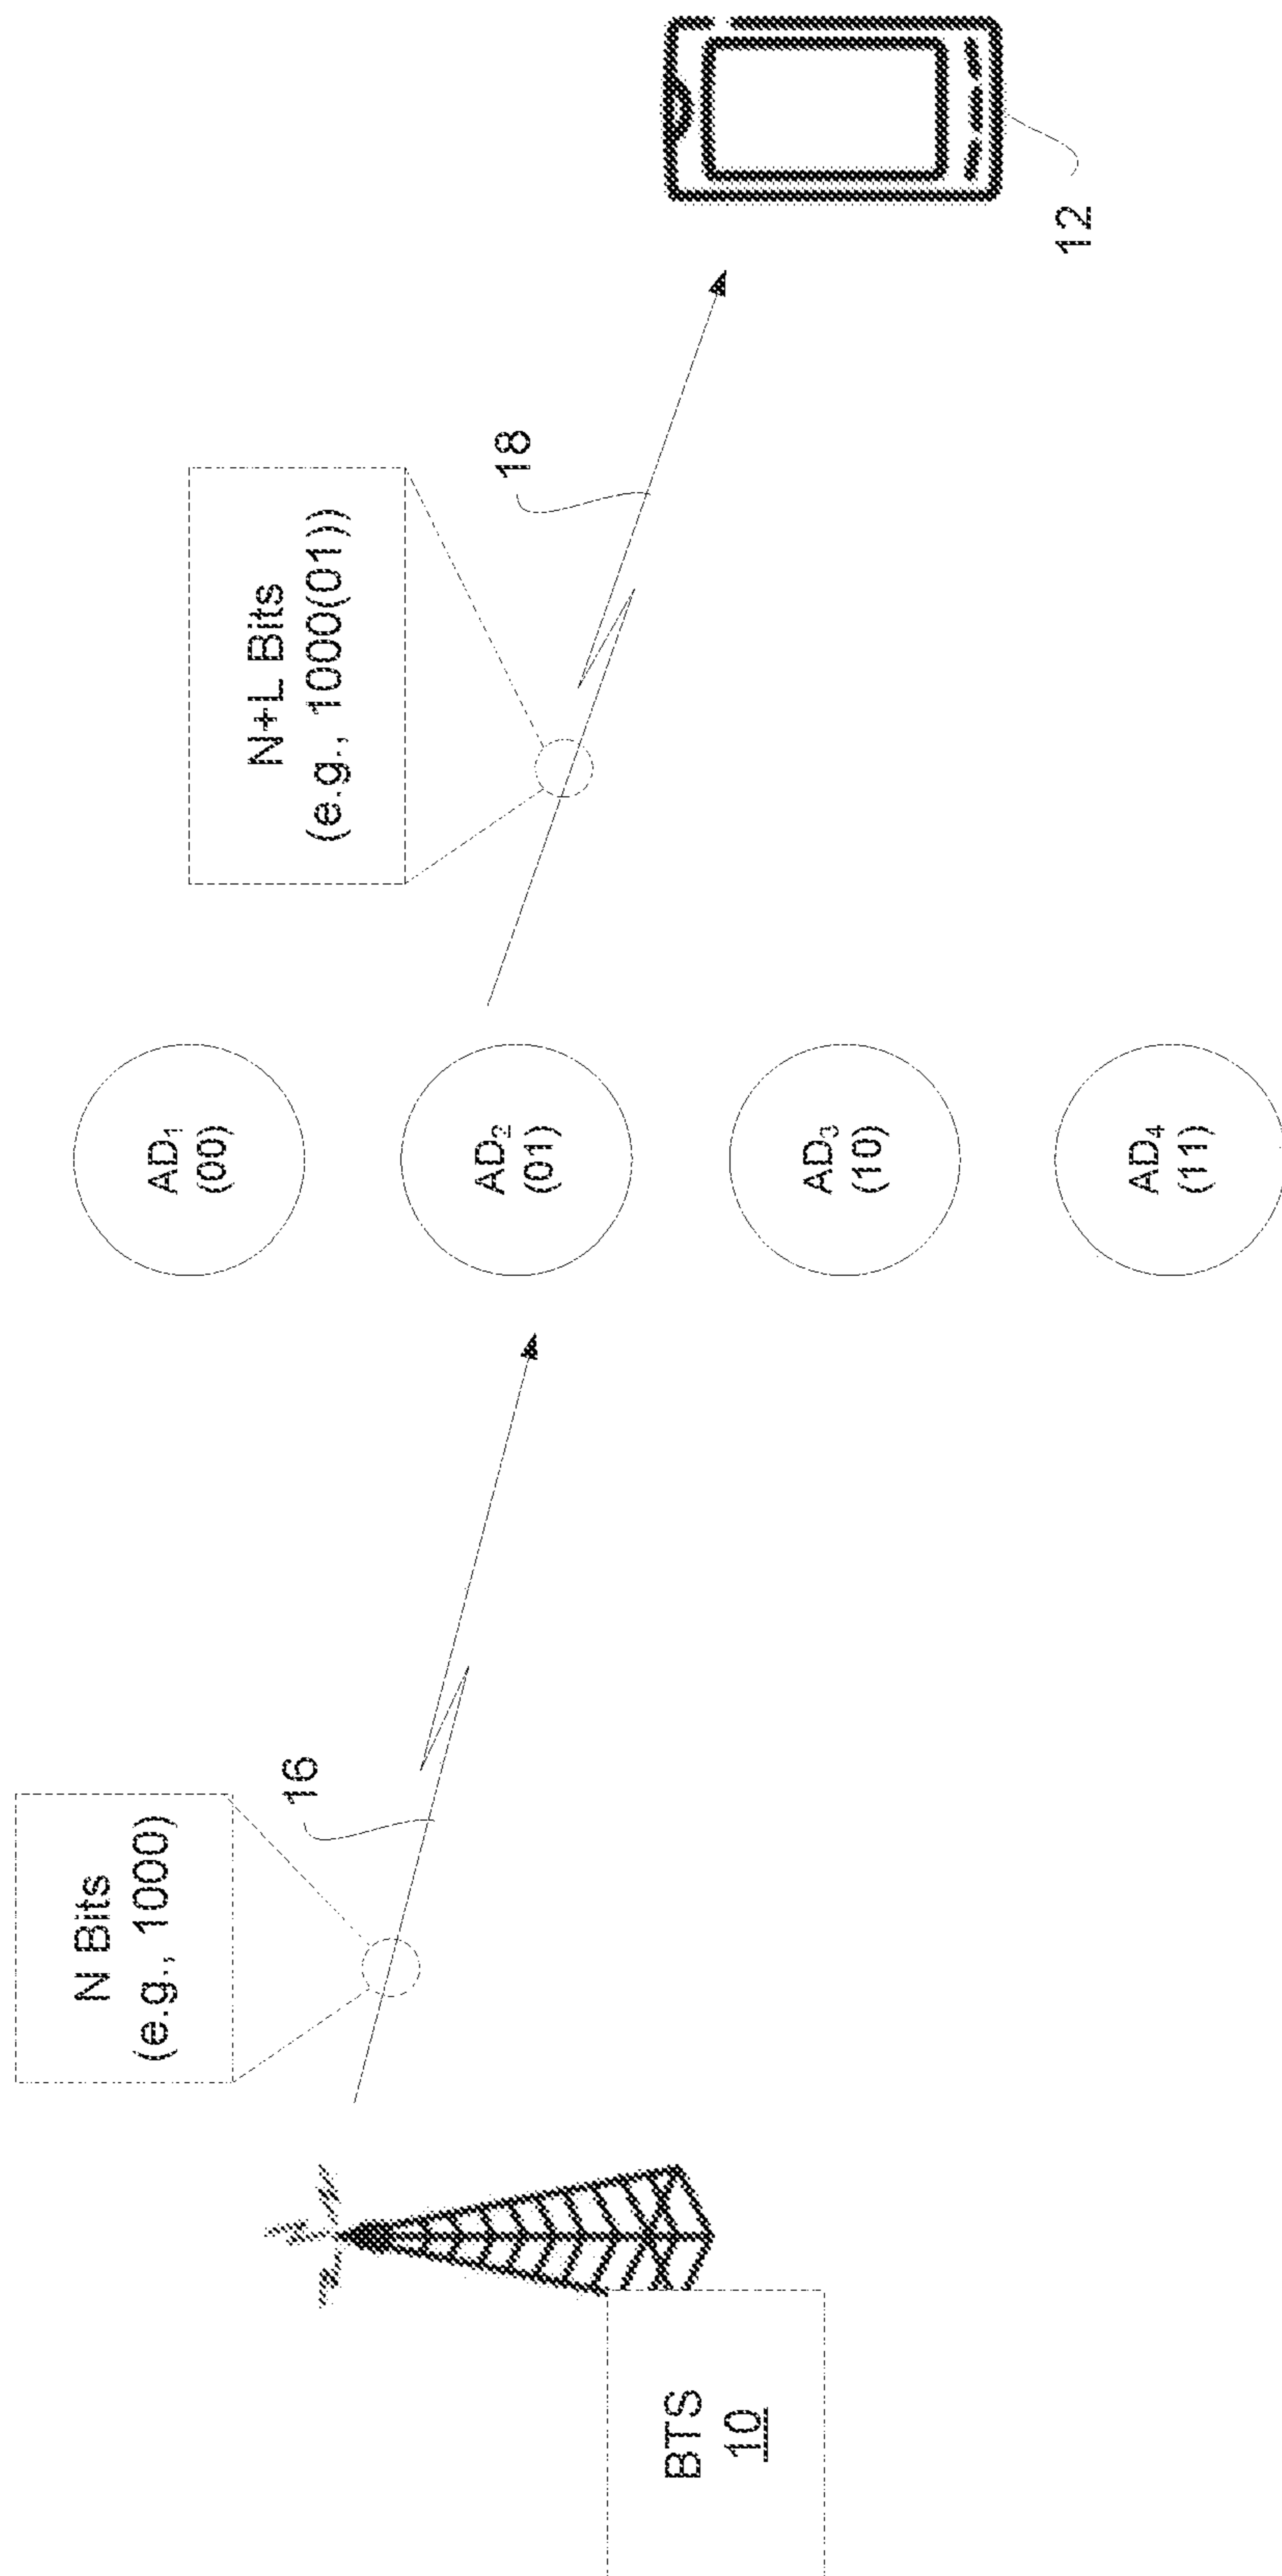 N Bits
(e.g., 1000)
16
BTS
10
AD₁
(00)
AD₂
(01)
AD₃
(10)
AD₄
(11)
N+L Bits
(e.g., 1000(01))
18
12